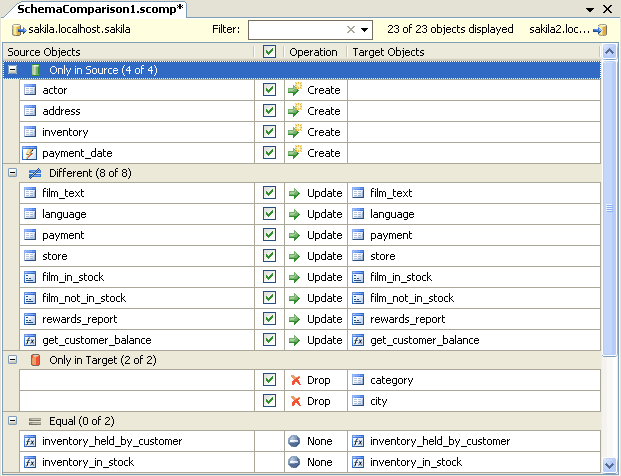 SchemaComparison1.scomp*
sakila.localhost.sakila Filter: 23 of 23 objects displayed sakila2.loc...
Source Objects Operation Target Objects
Only in Source (4 of 4)
actor Create
address Create
inventory Create
payment_date Create
Different (8 of 8)
film_text Update film_text
language Update language
payment Update payment
store Update store
film_in_stock Update film_in_stock
film_not_in_stock Update film_not_in_stock
rewards_report Update rewards_report
get_customer_balance Update get_customer_balance
Only in Target (2 of 2)
Drop category
Drop city
Equal (0 of 2)
inventory_held_by_customer None inventory_held_by_customer
inventory_in_stock None inventory_in_stock